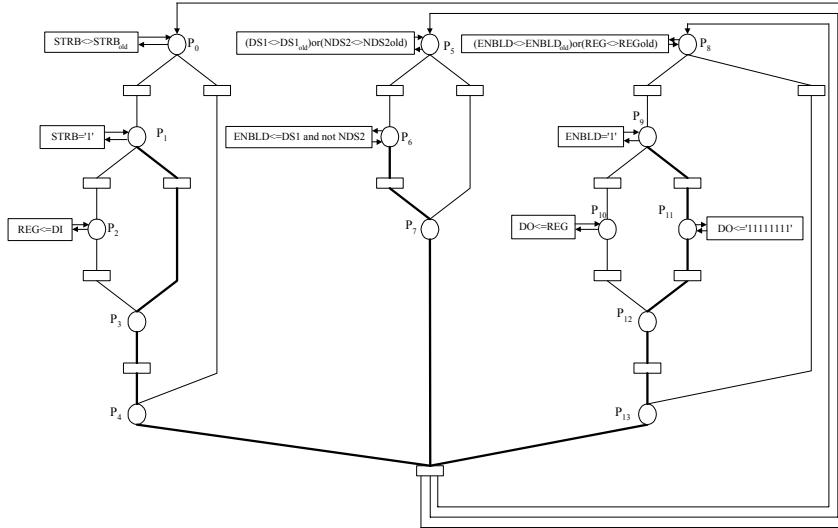 STRB<>STRBold
P0
(DS1<>DS1old)or(NDS2<>NDS2old)
P5
(ENBLD<>ENBLDold)or(REG<>REGold)
P8
STRB='1'
P1
ENBLD<=DS1 and not NDS2
P6
ENBLD='1'
P9
REG<=DI
P2
P7
DO<=REG
P10
P11
DO<='11111111'
P3
P12
P4
P13